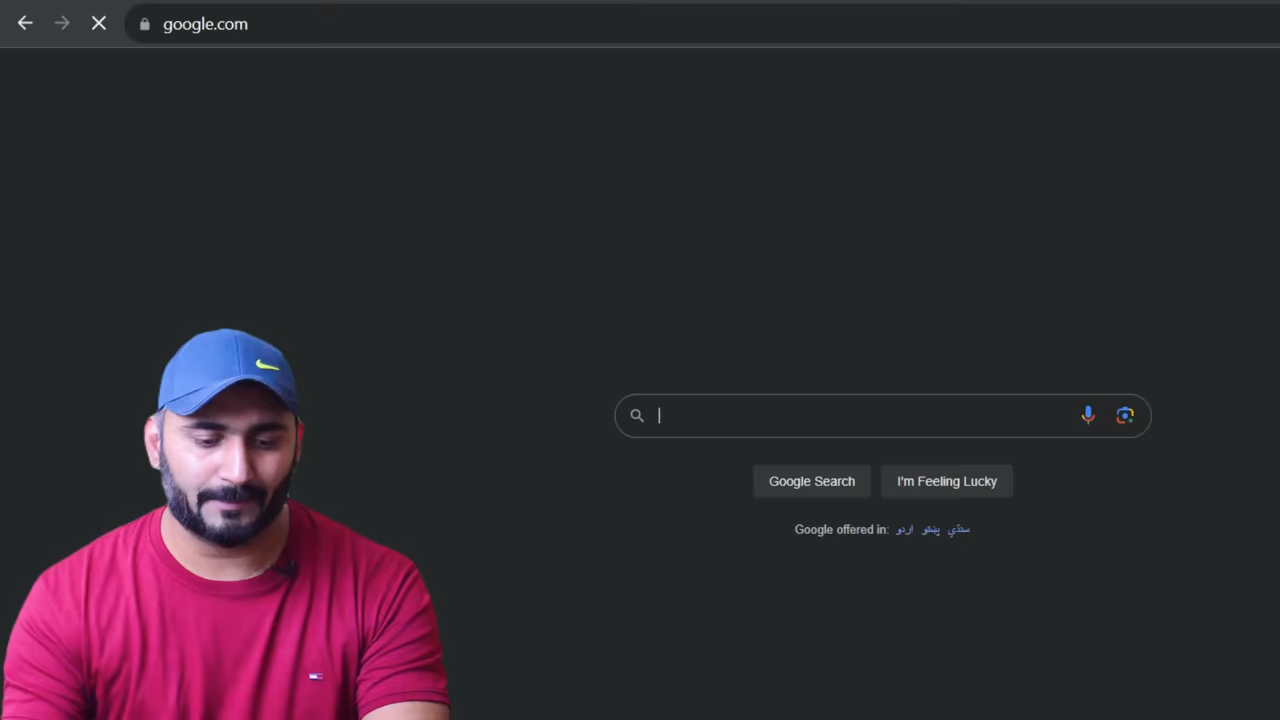 google.com
Google Search
I'm Feeling Lucky
Google offered in: اردو پښتو سنڌي